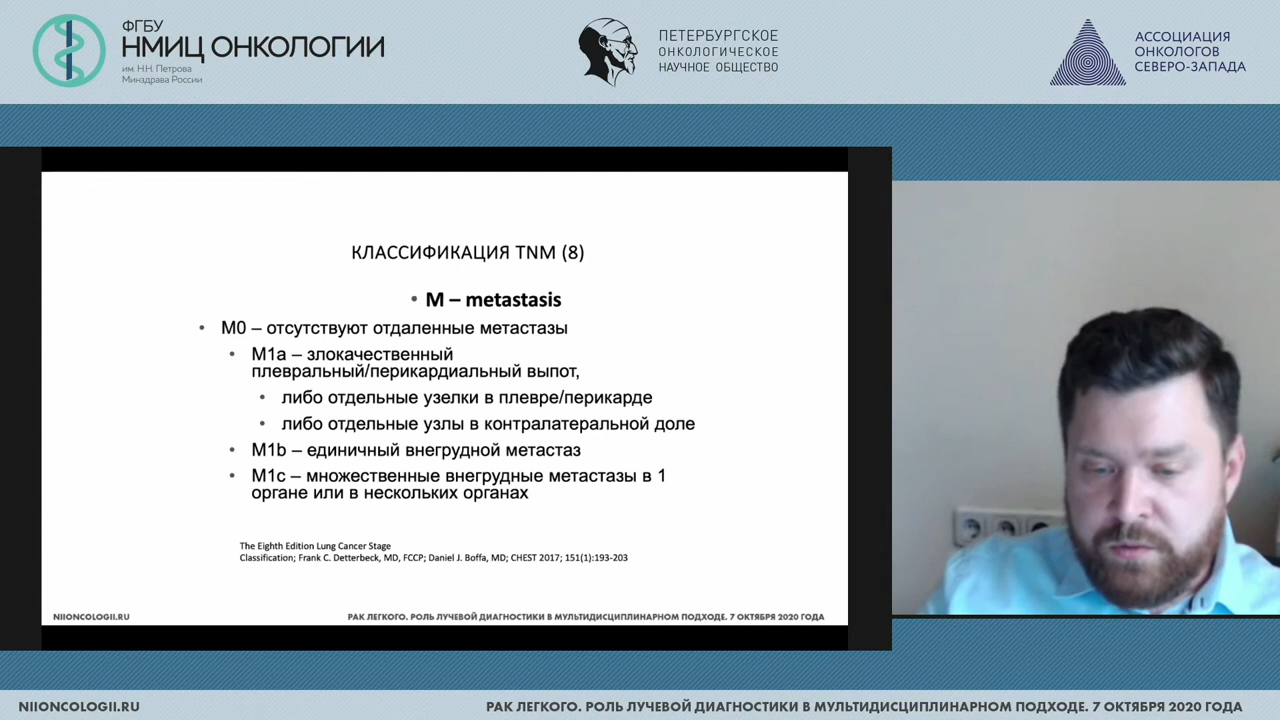 ФГБУ
НМИЦ ОНКОЛОГИИ
им. Н.Н. Петрова
Минздрава России
ПЕТЕРБУРГСКОЕ
ОНКОЛОГИЧЕСКОЕ
НАУЧНОЕ ОБЩЕСТВО
АССОЦИАЦИЯ
ОНКОЛОГОВ
СЕВЕРО-ЗАПАДА
КЛАССИФИКАЦИЯ TNM (8)
• M – metastasis
• M0 – отсутствуют отдаленные метастазы
• M1a – злокачественный
плевральный/перикардиальный выпот,
• либо отдельные узелки в плевре/перикарде
• либо отдельные узлы в контралатеральной доле
• M1b – единичный внегрудной метастаз
• M1c – множественные внегрудные метастазы в 1
органе или в нескольких органах
The Eighth Edition Lung Cancer Stage
Classification; Frank C. Detterbeck, MD, FCCP; Daniel J. Boffa, MD; CHEST 2017; 151(1):193-203
NIIONCOLOGII.RU
РАК ЛЕГКОГО. РОЛЬ ЛУЧЕВОЙ ДИАГНОСТИКИ В МУЛЬТИДИСЦИПЛИНАРНОМ ПОДХОДЕ. 7 ОКТЯБРЯ 2020 ГОДА
NIIONCOLOGII.RU
РАК ЛЕГКОГО. РОЛЬ ЛУЧЕВОЙ ДИАГНОСТИКИ В МУЛЬТИДИСЦИПЛИНАРНОМ ПОДХОДЕ. 7 ОКТЯБРЯ 2020 ГОДА